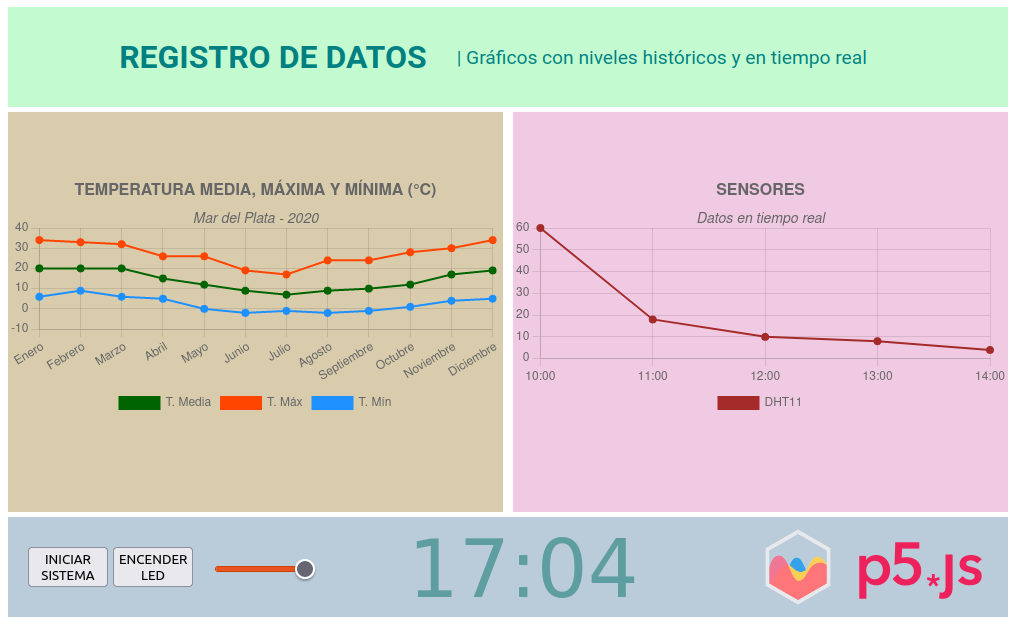 REGISTRO DE DATOS | Gráficos con niveles históricos y en tiempo real
TEMPERATURA MEDIA, MÁXIMA Y MÍNIMA (°C)
Mar del Plata - 2020
40
30
20
10
0
-10
Enero Febrero Marzo Abril Mayo Junio Julio Agosto Septiembre Octubre Noviembre Diciembre
T. Media T. Máx T. Mín
SENSORES
Datos en tiempo real
60
50
40
30
20
10
0
10:00 11:00 12:00 13:00 14:00
DHT11
INICIAR
SISTEMA
ENCENDER
LED
17:04
p5*js